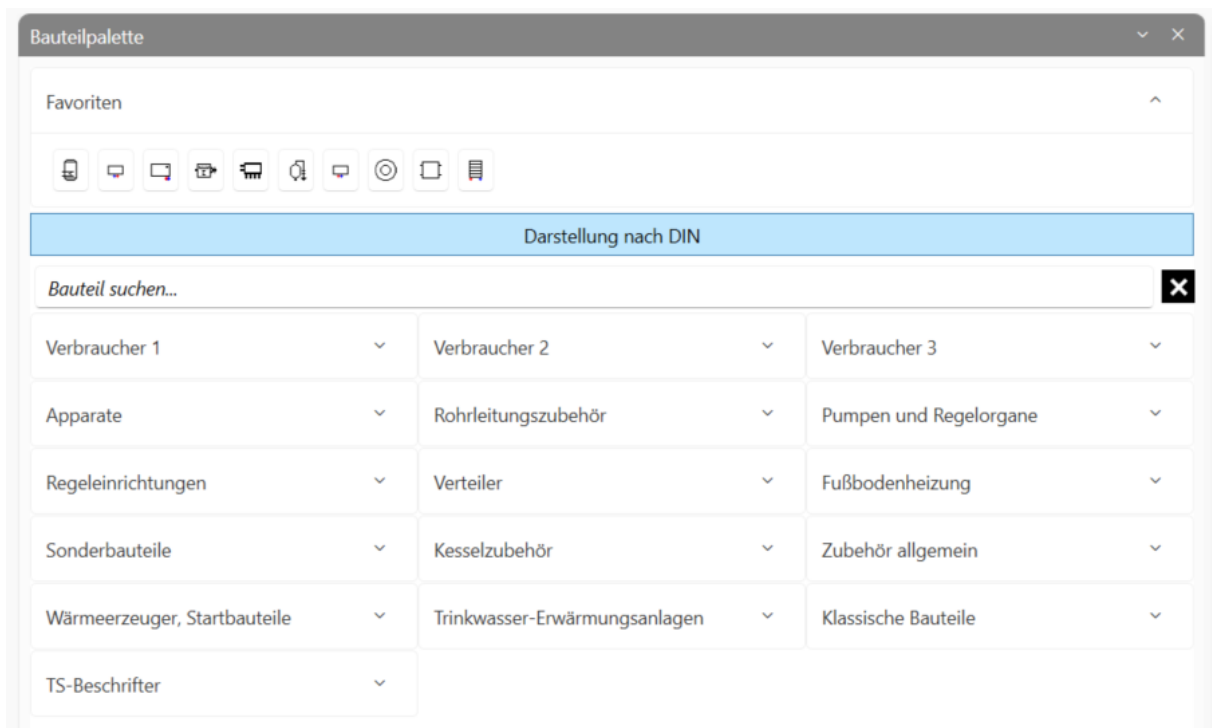 Bauteilpalette
Favoriten
Darstellung nach DIN
Bauteil suchen...
Verbraucher 1
Verbraucher 2
Verbraucher 3
Apparate
Rohrleitungszubehör
Pumpen und Regelorgane
Regeleinrichtungen
Verteiler
Fußbodenheizung
Sonderbauteile
Kesselzubehör
Zubehör allgemein
Wärmeerzeuger, Startbauteile
Trinkwasser-Erwärmungsanlagen
Klassische Bauteile
TS-Beschrifter